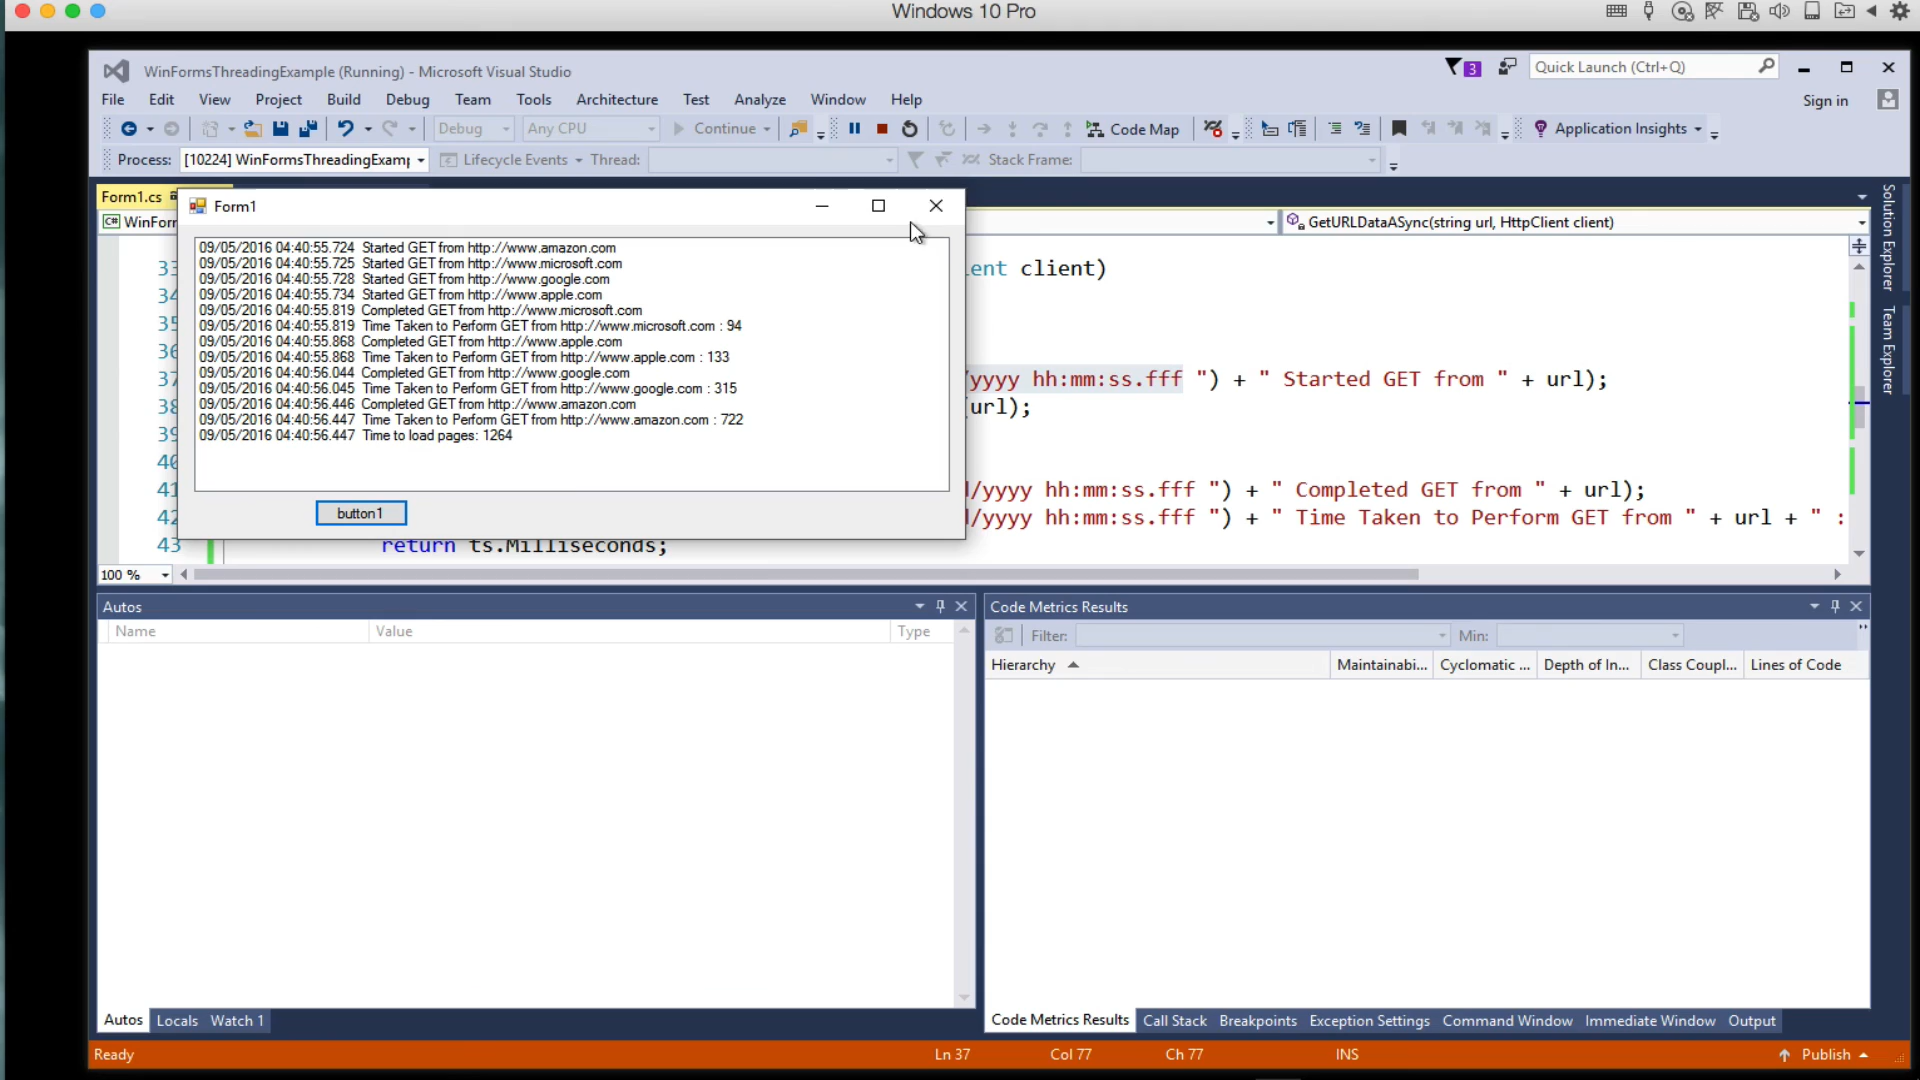 Windows 10 Pro
WinFormsThreadingExample (Running) - Microsoft Visual Studio
3
Quick Launch (Ctrl+Q)
File Edit View Project Build Debug Team Tools Architecture Test Analyze Window Help
Sign in
Debug Any CPU Continue Code Map Application Insights
Process: [10224] WinFormsThreadingExamp Lifecycle Events Thread: Stack Frame:
Form1.cs
C# WinForm
GetURLDataASync(string url, HttpClient client)
Solution Explorer
Team Explorer
Form1
09/05/2016 04:40:55.724 Started GET from http://www.amazon.com
09/05/2016 04:40:55.725 Started GET from http://www.microsoft.com
09/05/2016 04:40:55.728 Started GET from http://www.google.com
09/05/2016 04:40:55.734 Started GET from http://www.apple.com
09/05/2016 04:40:55.819 Completed GET from http://www.microsoft.com
09/05/2016 04:40:55.819 Time Taken to Perform GET from http://www.microsoft.com : 94
09/05/2016 04:40:55.868 Completed GET from http://www.apple.com
09/05/2016 04:40:55.868 Time Taken to Perform GET from http://www.apple.com : 133
09/05/2016 04:40:56.044 Completed GET from http://www.google.com
09/05/2016 04:40:56.045 Time Taken to Perform GET from http://www.google.com : 315
09/05/2016 04:40:56.446 Completed GET from http://www.amazon.com
09/05/2016 04:40:56.447 Time Taken to Perform GET from http://www.amazon.com : 722
09/05/2016 04:40:56.447 Time to load pages: 1264
button1
33 ent client)
34
35
36
37 /yyyy hh:mm:ss.fff ") + " Started GET from " + url);
38 (url);
39
40
41 /yyyy hh:mm:ss.fff ") + " Completed GET from " + url);
42 /yyyy hh:mm:ss.fff ") + " Time Taken to Perform GET from " + url + " :
43 return ts.Milliseconds;
100 %
Autos
Name Value Type
Code Metrics Results
Filter: Min:
Hierarchy Maintainabi... Cyclomatic ... Depth of In... Class Coupl... Lines of Code
Autos Locals Watch 1
Code Metrics Results Call Stack Breakpoints Exception Settings Command Window Immediate Window Output
Ready Ln 37 Col 77 Ch 77 INS Publish